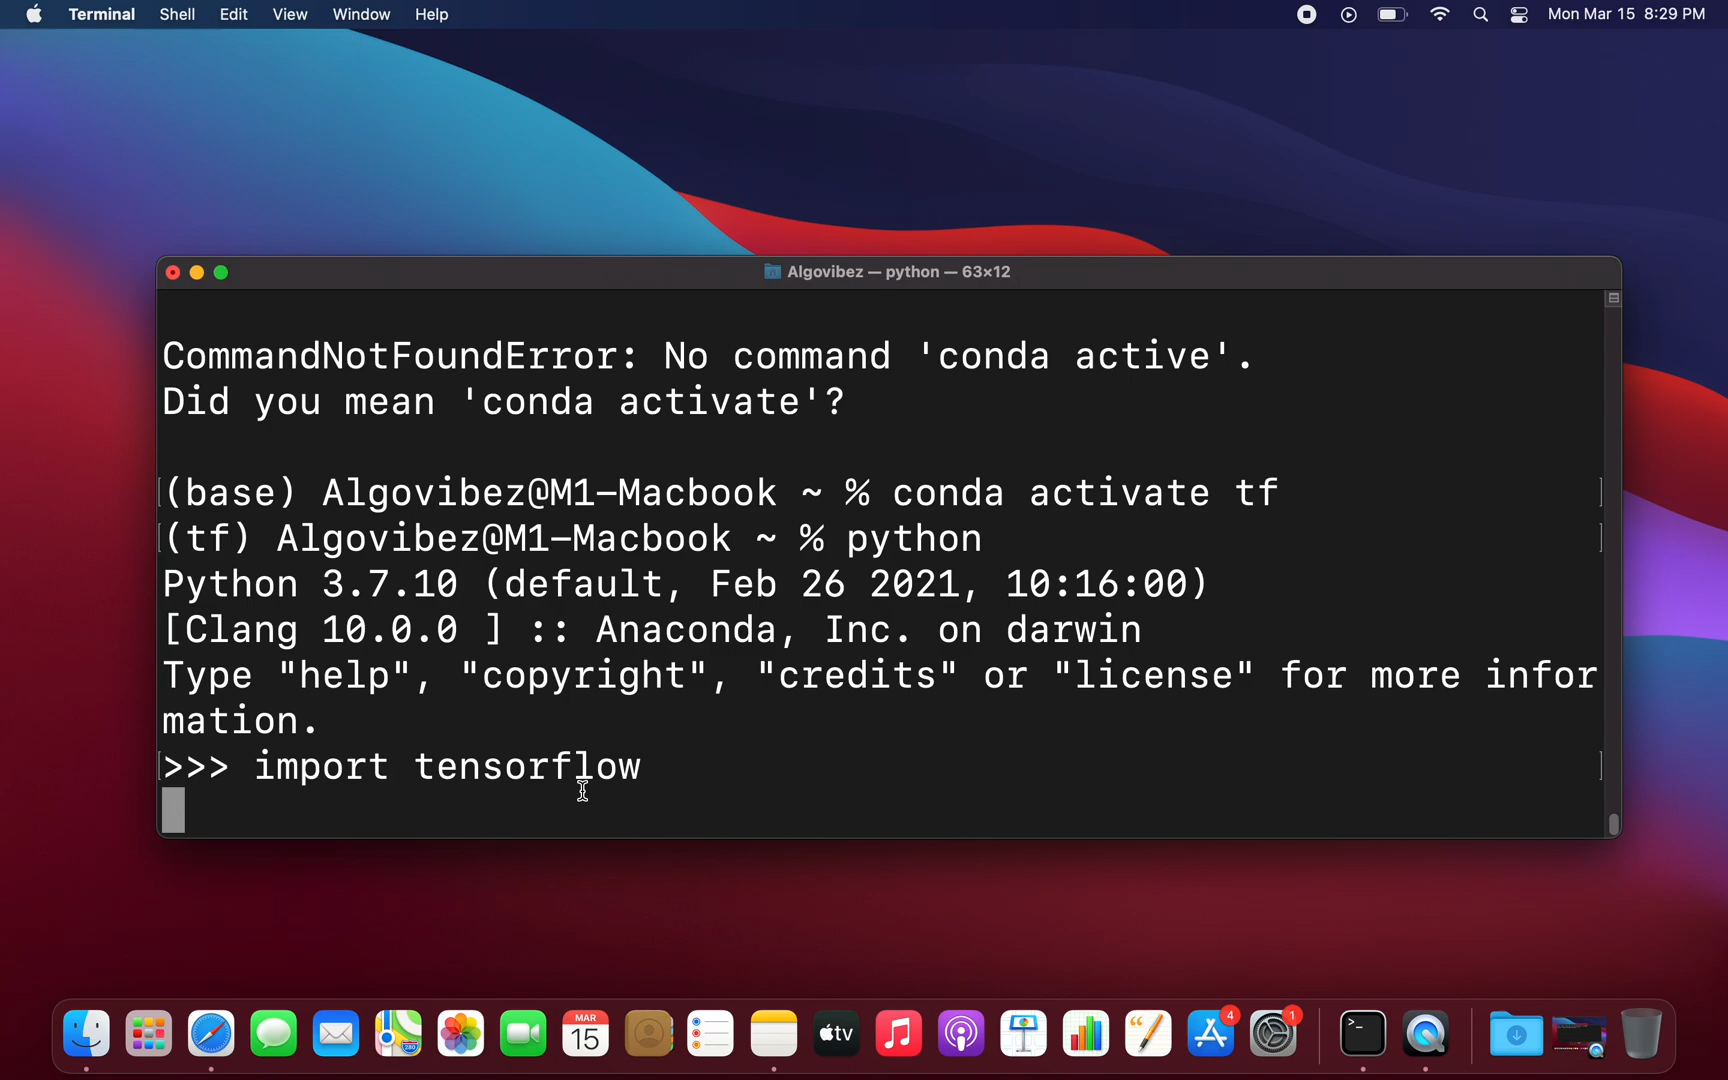 Terminal Shell Edit View Window Help Mon Mar 15 8:29 PM
Algovibez — python — 63×12
CommandNotFoundError: No command 'conda active'.
Did you mean 'conda activate'?
(base) Algovibez@M1-Macbook ~ % conda activate tf
(tf) Algovibez@M1-Macbook ~ % python
Python 3.7.10 (default, Feb 26 2021, 10:16:00)
[Clang 10.0.0 ] :: Anaconda, Inc. on darwin
Type "help", "copyright", "credits" or "license" for more infor
mation.
>>> import tensorflow
MAR
15
280
tv
4
1
>_